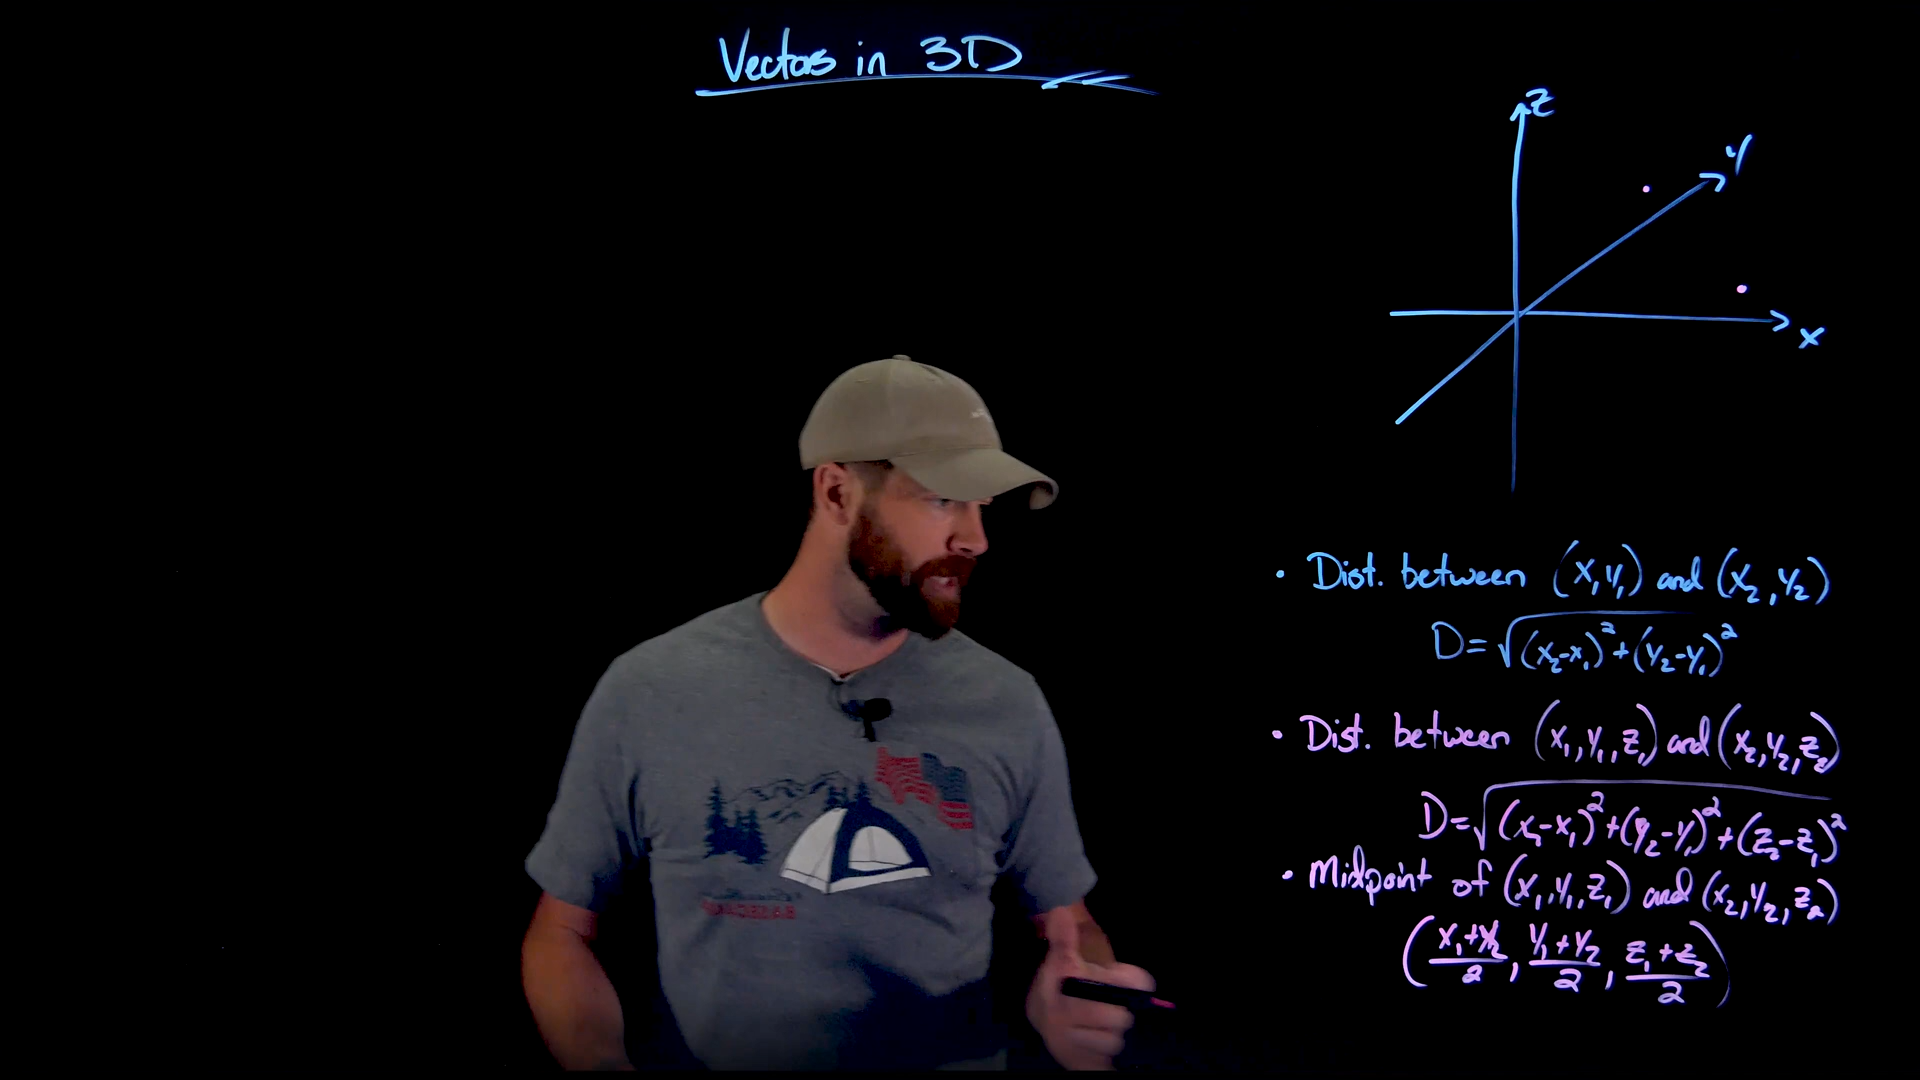 Vectors in 3D
z
y
x
• Dist. between (x₁y₁) and (x₂,y₂)
D=√(x₂-x₁)²+(y₂-y₁)²
• Dist. between (x₁,y₁,z₁) and (x₂,y₂,z₂)
D=√(x₂-x₁)²+(y₂-y₁)²+(z₂-z₁)²
• Midpoint of (x₁,y₁,z₁) and (x₂,y₂,z₂)
(x₁+x₂/2, y₁+y₂/2, z₁+z₂/2)